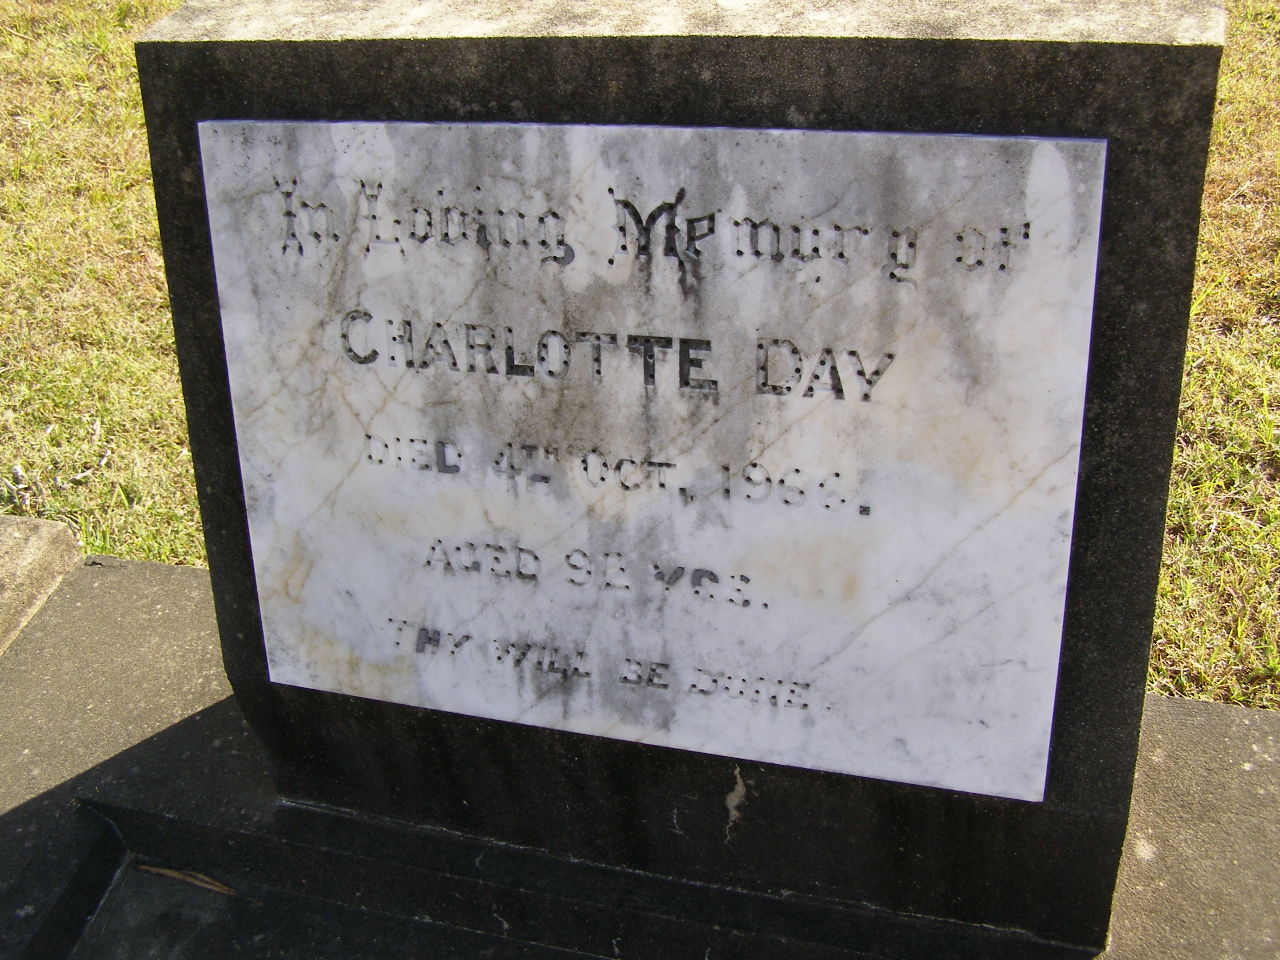 In Loving Memory of
CHARLOTTE DAY
DIED 4TH OCT. 1966.
AGED 92 YRS.
THY WILL BE DONE.